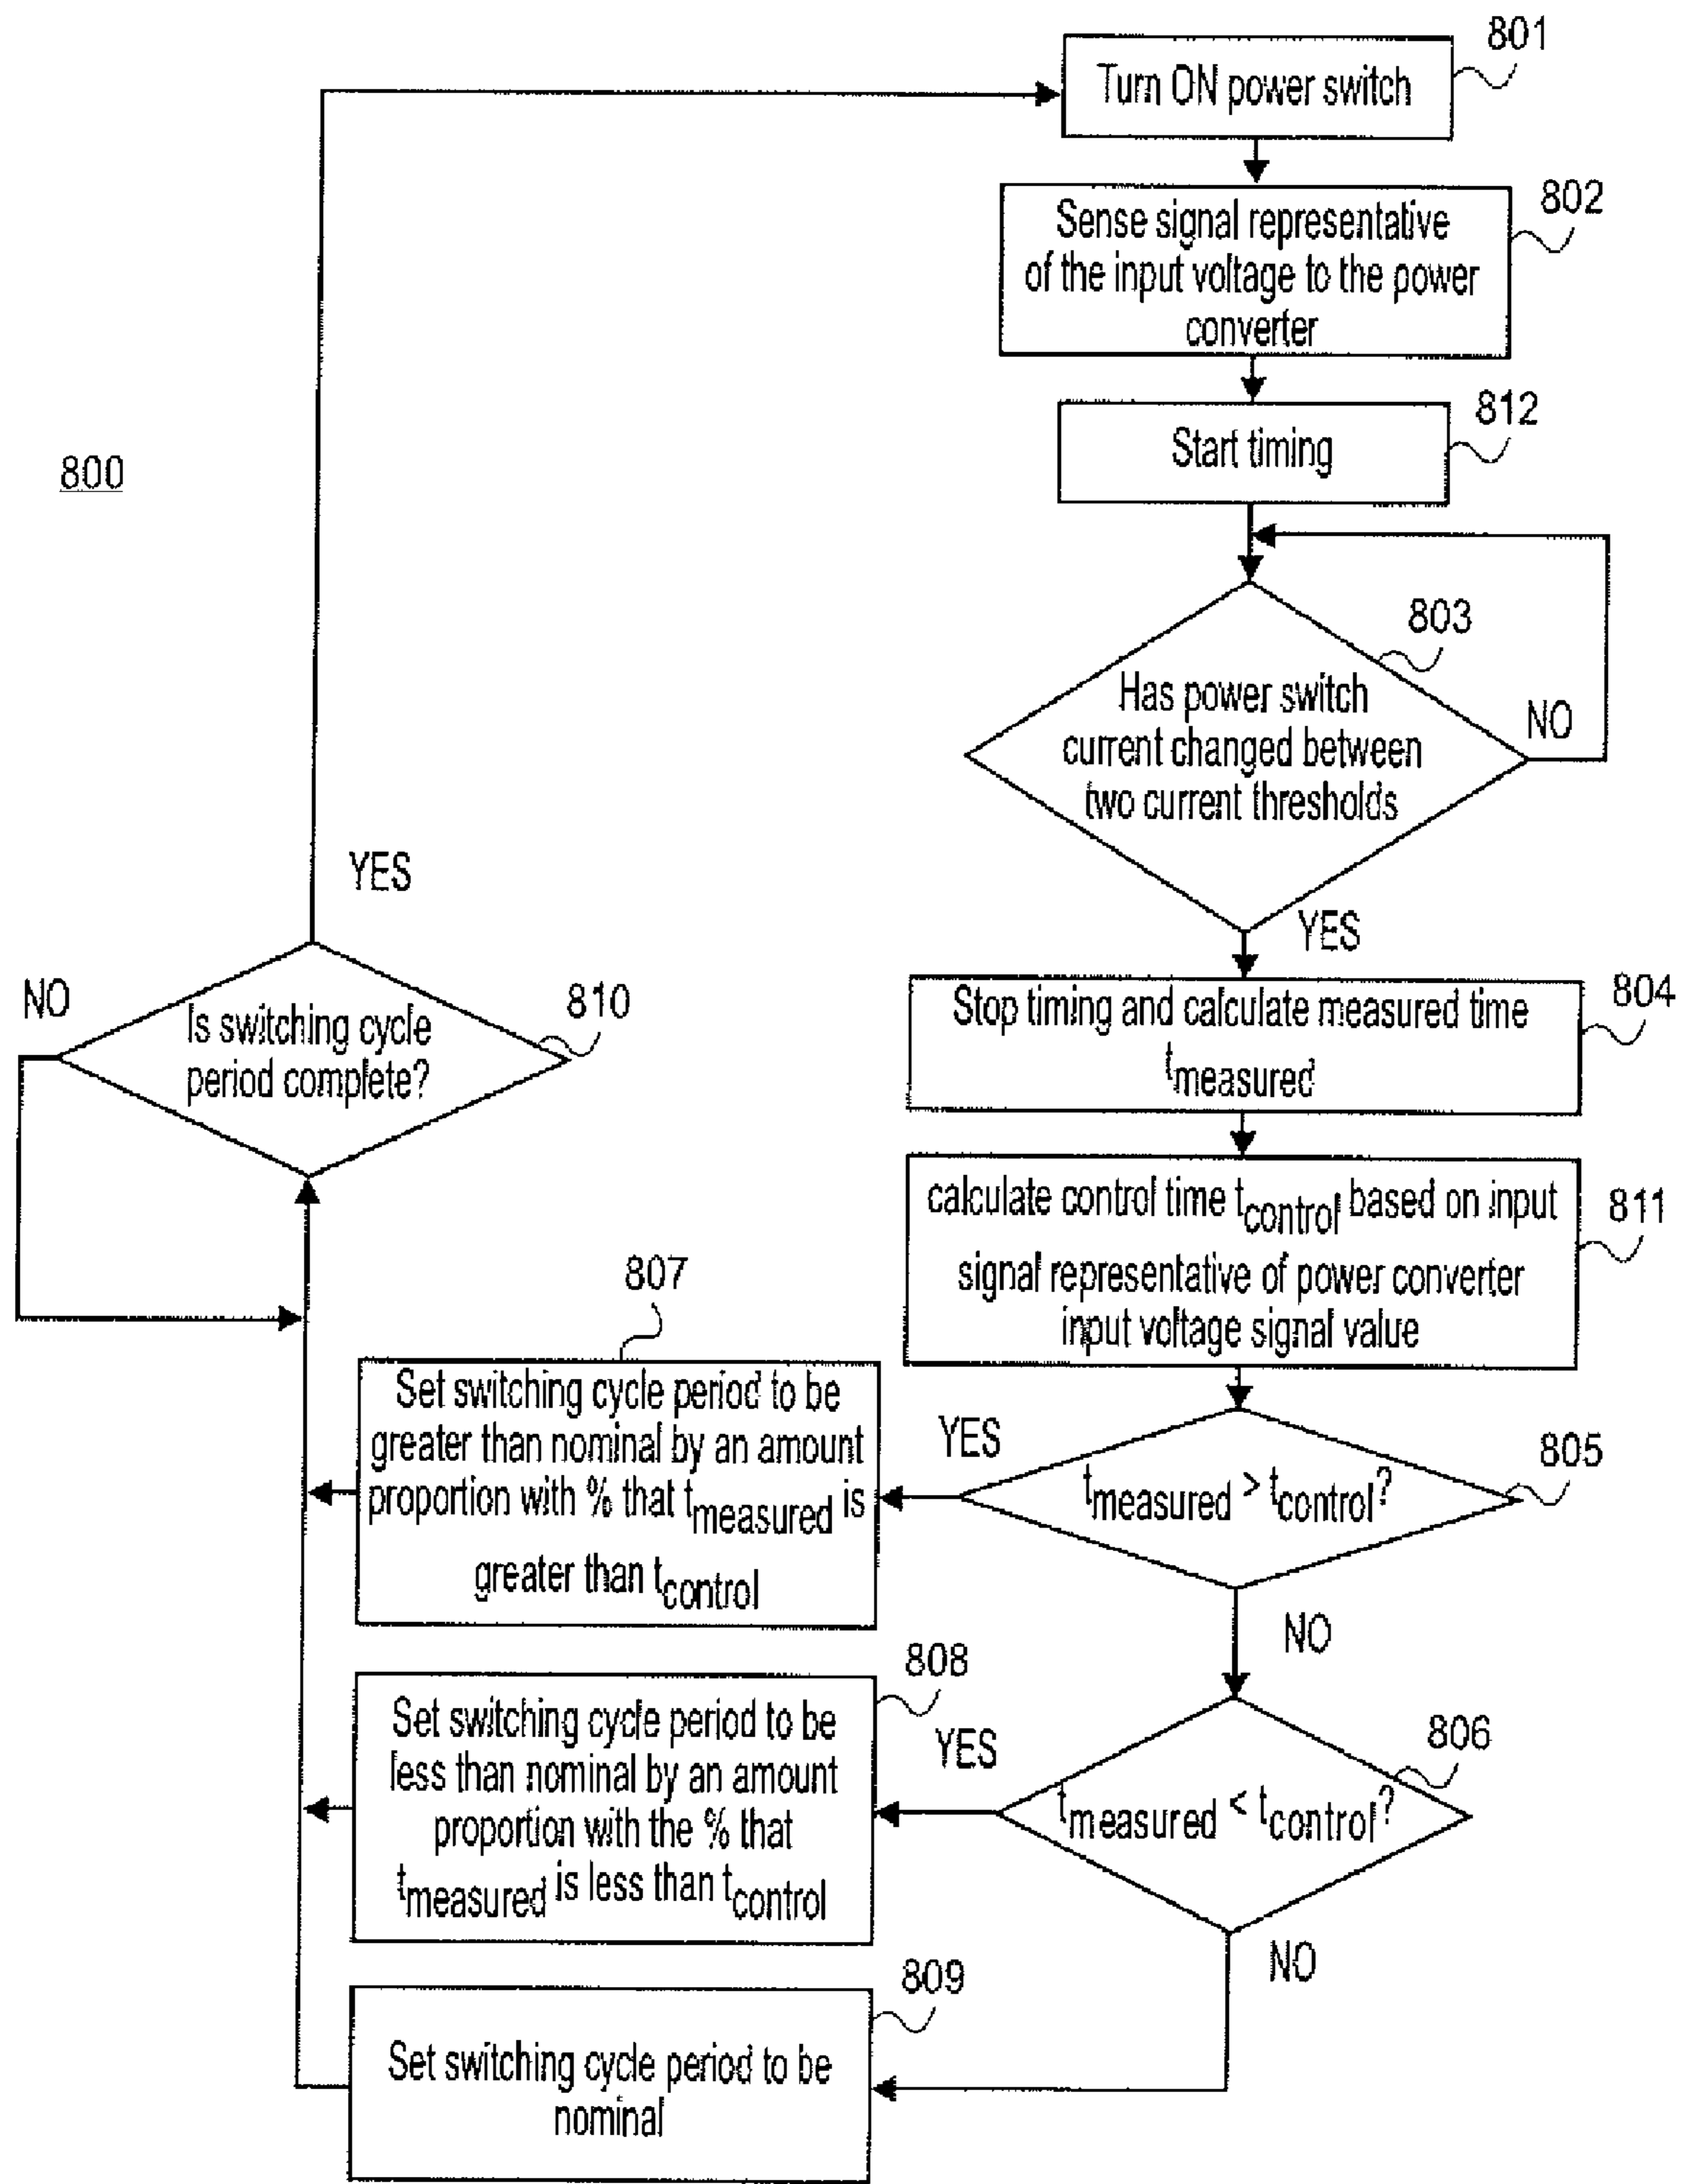 801
Turn ON power switch
802
Sense signal representative
of the input voltage to the power
converter
812
Start timing
800
803
Has power switch
current changed between
two current thresholds
NO
YES
YES
NO
810
Is switching cycle
period complete?
804
Stop timing and calculate measured time
tmeasured
811
calculate control time tcontrol based on input
signal representative of power converter
input voltage signal value
807
Set switching cycle period to be
greater than nominal by an amount
proportion with % that tmeasured is
greater than tcontrol
YES
805
tmeasured > tcontrol?
NO
808
Set switching cycle period to be
less than nominal by an amount
proportion with the % that
tmeasured is less than tcontrol
YES
806
tmeasured < tcontrol?
NO
809
Set switching cycle period to be
nominal